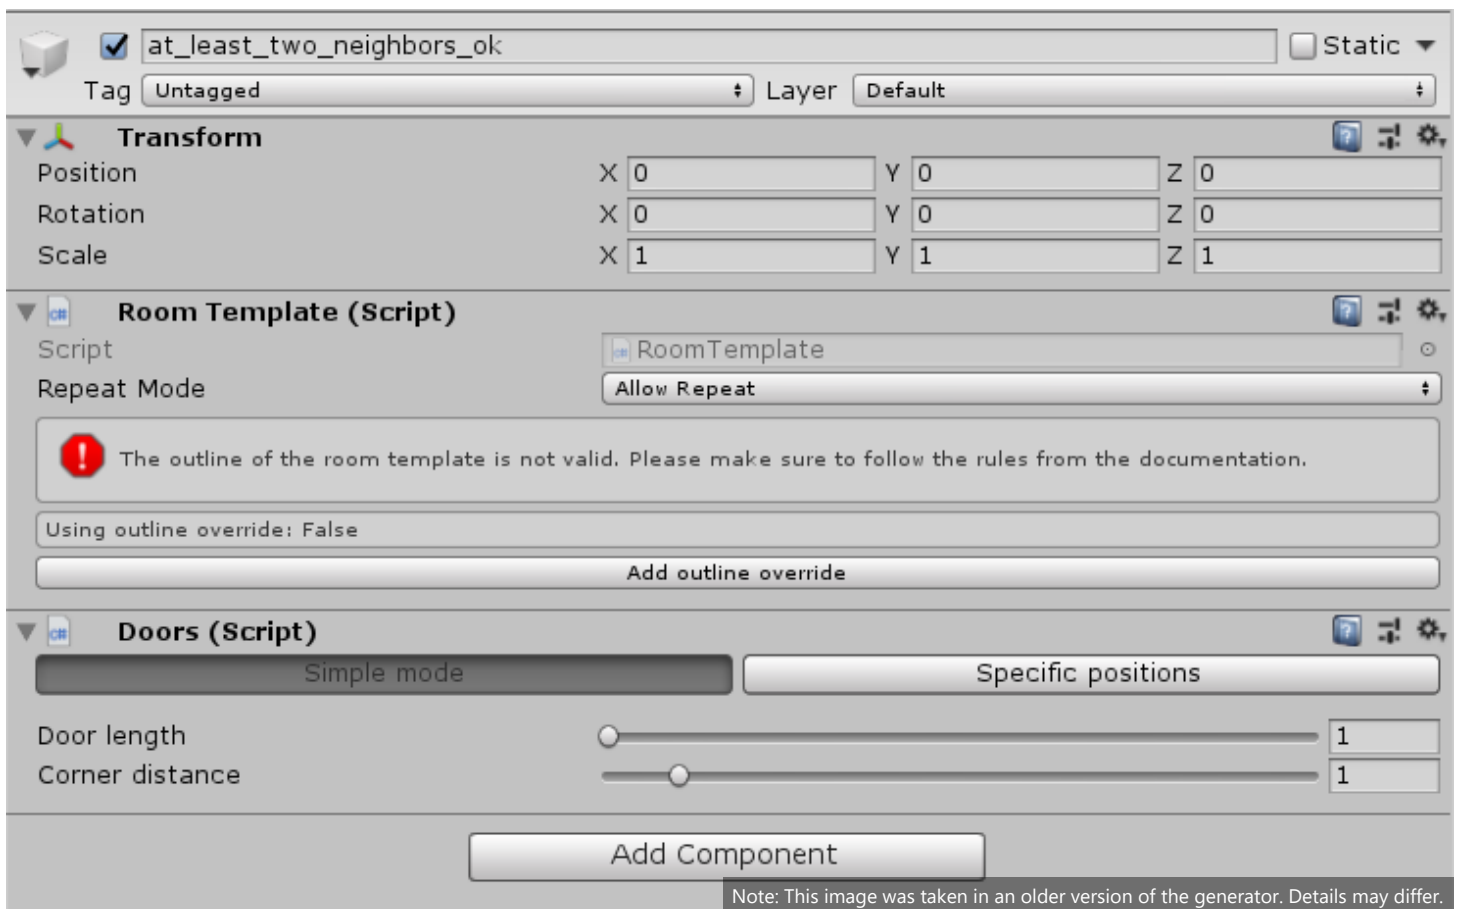 at_least_two_neighbors_ok Static
Tag Untagged Layer Default
Transform
Position X 0 Y 0 Z 0
Rotation X 0 Y 0 Z 0
Scale X 1 Y 1 Z 1
c# Room Template (Script)
Script c# RoomTemplate
Repeat Mode Allow Repeat
! The outline of the room template is not valid. Please make sure to follow the rules from the documentation.
Using outline override: False
Add outline override
c# Doors (Script)
Simple mode Specific positions
Door length 1
Corner distance 1
Add Component
Note: This image was taken in an older version of the generator. Details may differ.